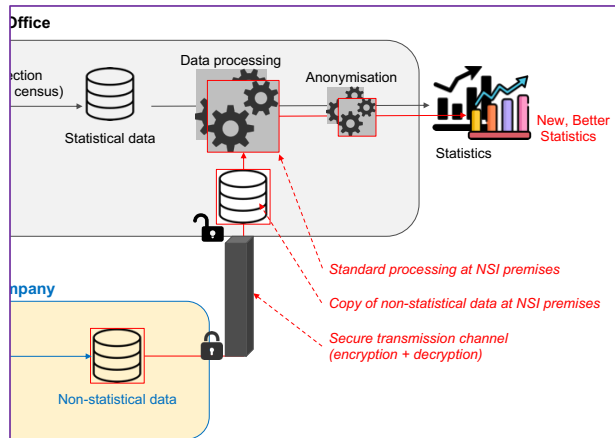 Office
Data processing
ection
census)
Anonymisation
Statistical data
Statistics
New, Better
Statistics
Standard processing at NSI premises
Copy of non-statistical data at NSI premises
Secure transmission channel
(encryption + decryption)
mpany
Non-statistical data